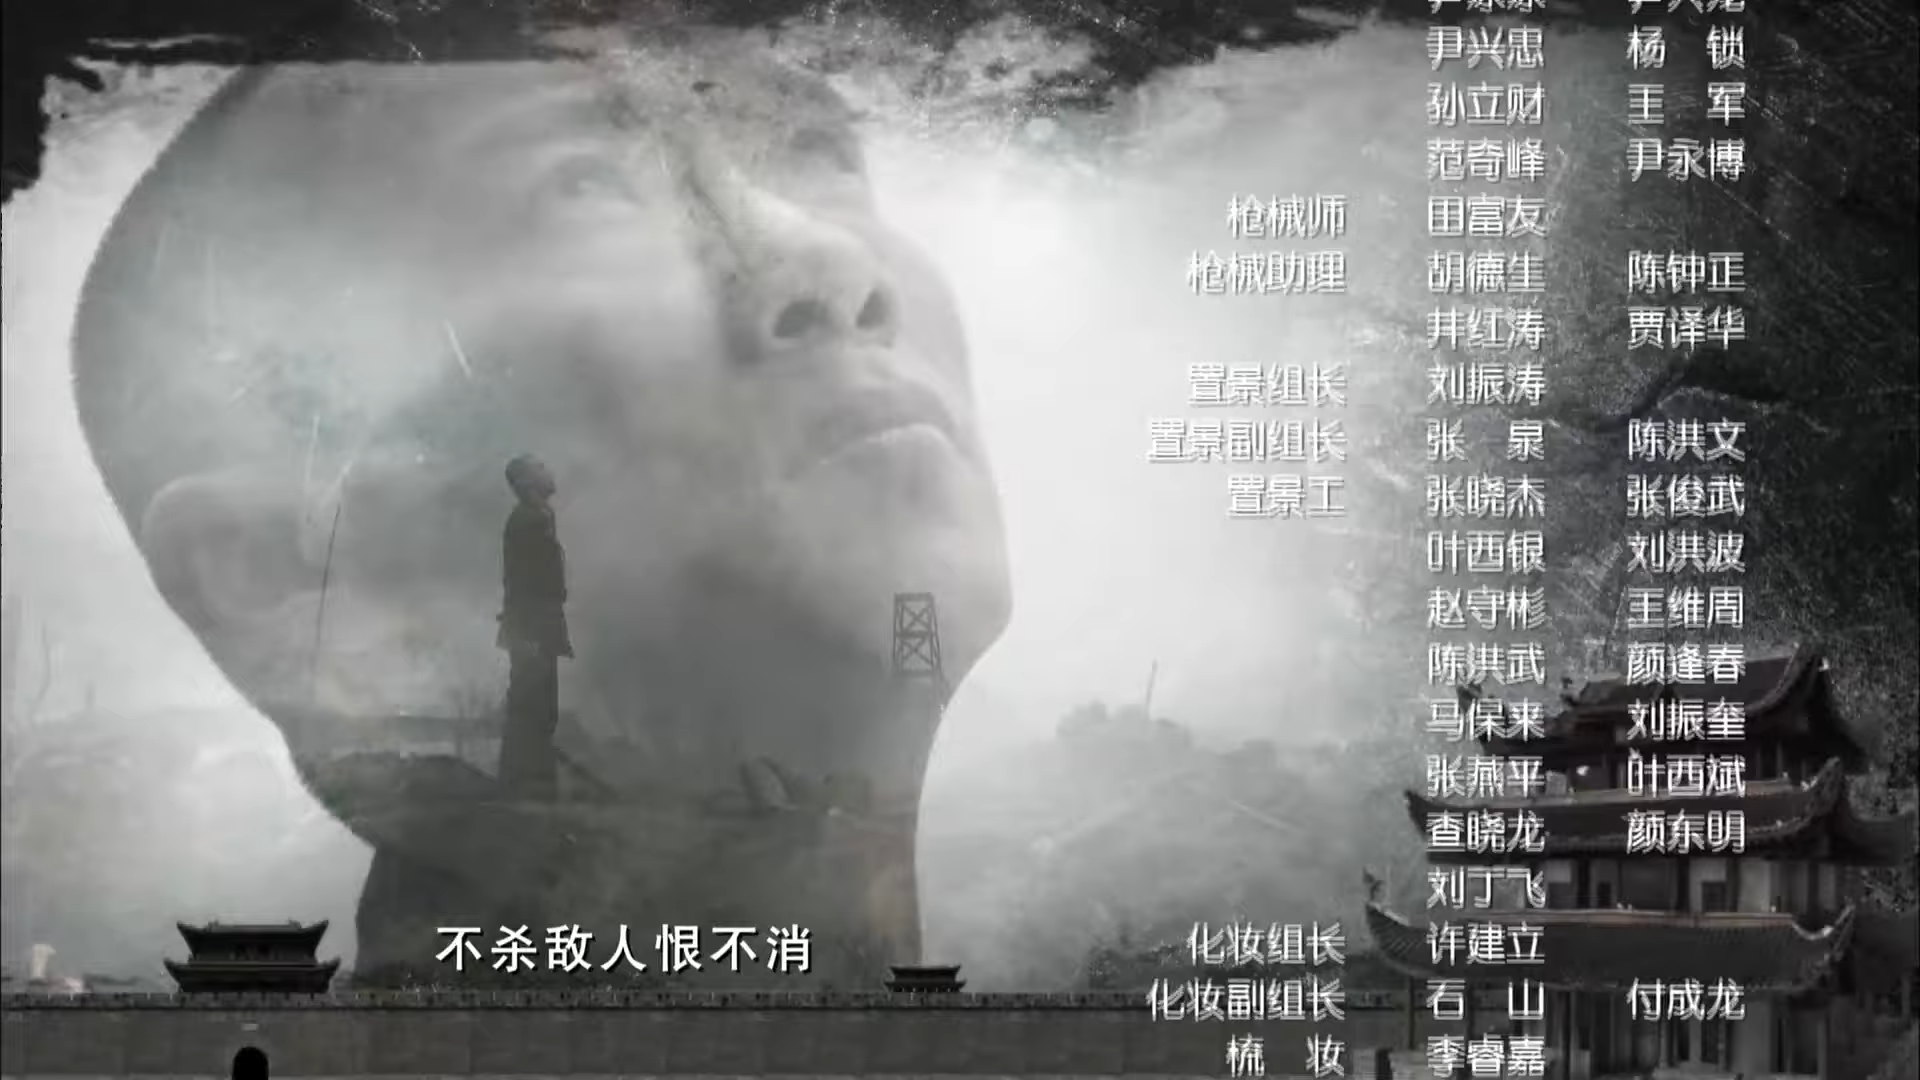 尹兴忠 杨 锁
孙立财 王 军
范奇峰 尹永博
枪械师 田富友
枪械助理 胡德生 陈钟正
井红涛 贾译华
置景组长 刘振涛
置景副组长 张 泉 陈洪文
置景工 张晓杰 张俊武
叶西银 刘洪波
赵守彬 王维周
陈洪武 颜逢春
马保来 刘振奎
张燕平 叶西斌
查晓龙 颜东明
刘丁飞
不杀敌人恨不消
化妆组长 许建立
化妆副组长 石 山 付成龙
梳 妆 李睿嘉